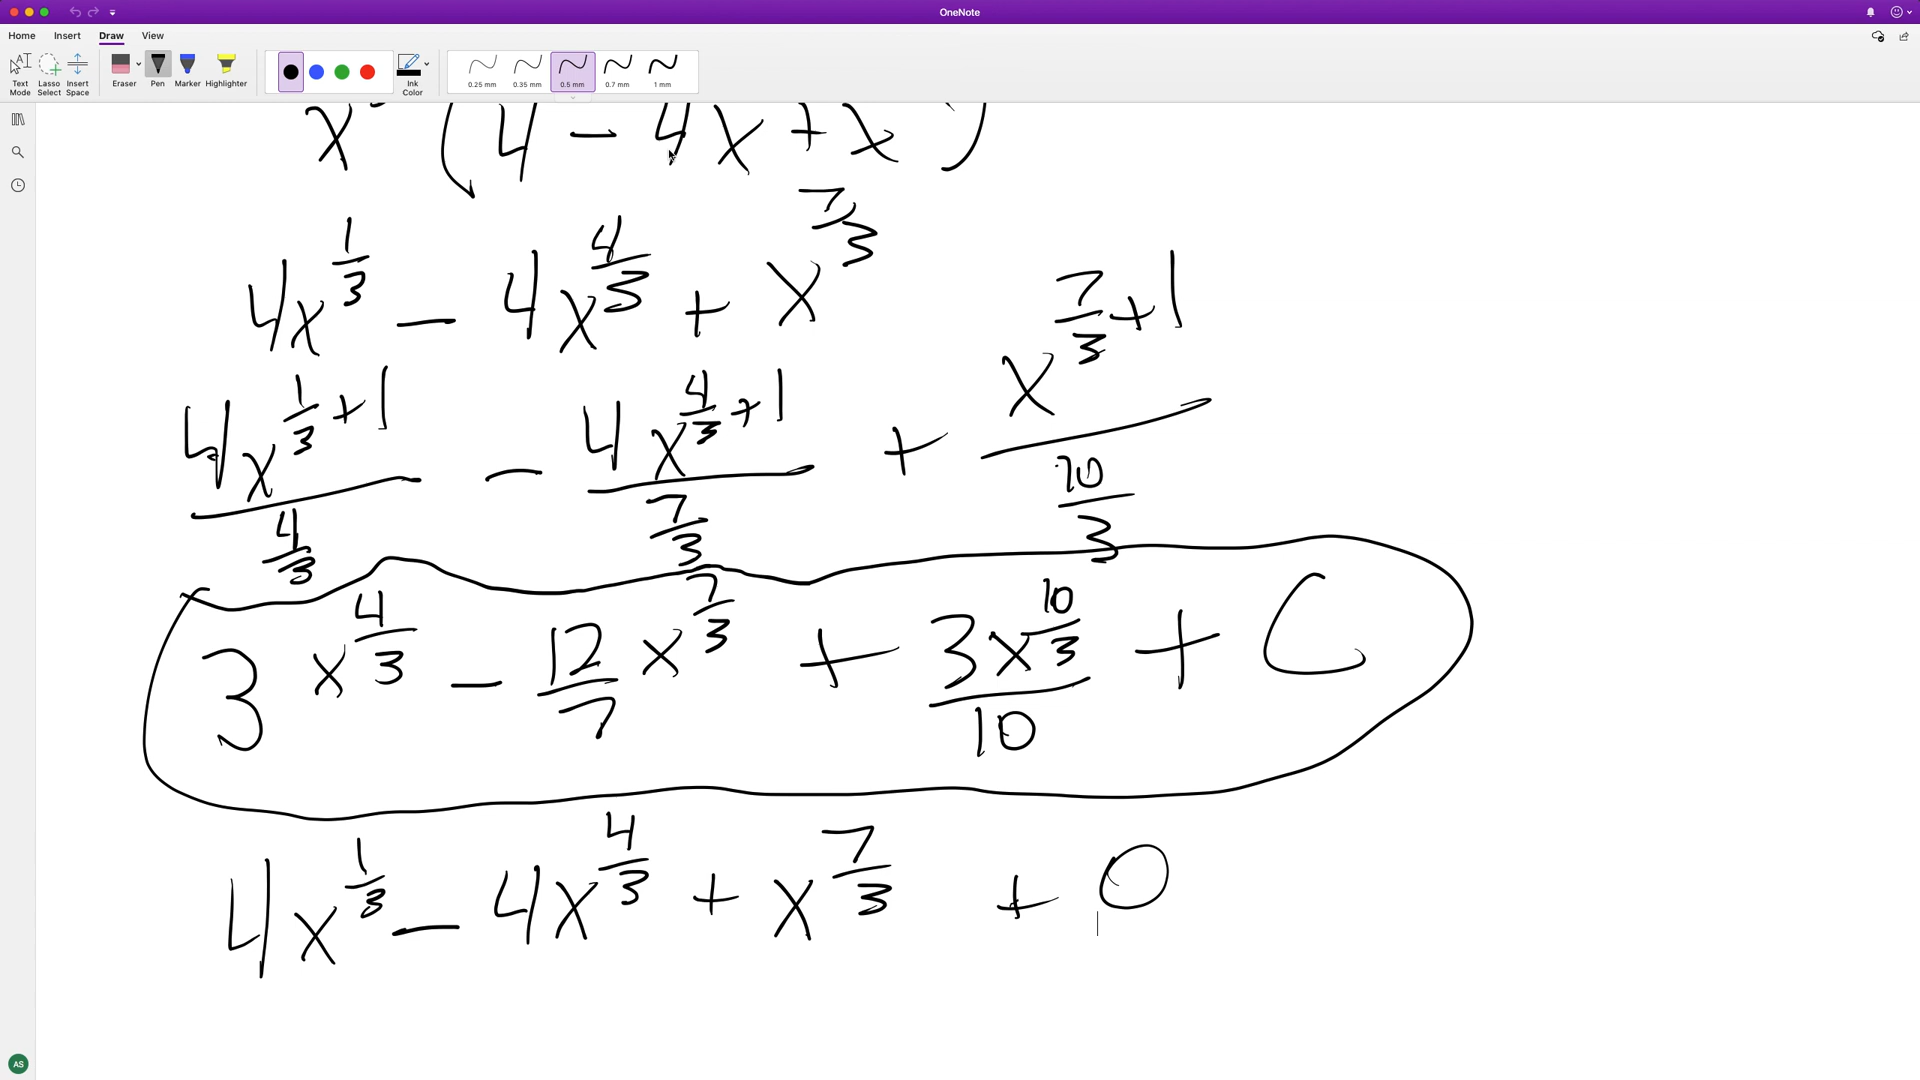 OneNote
Home Insert Draw View
Text Mode
Lasso Select
Insert Space
Eraser
Pen
Marker
Highlighter
Ink Color
0.25 mm
0.35 mm
0.5 mm
0.7 mm
1 mm
x (4 - 4x + x )
4x^(1/3) - 4x^(4/3) + x^(7/3)
4x^(1/3+1)/(4/3) - 4x^(4/3+1)/(7/3) + x^(7/3+1)/(10/3)
3x^(4/3) - 12/7 x^(7/3) + 3x^(10/3)/10 + C
4x^(1/3) - 4x^(4/3) + x^(7/3) + 0
AS